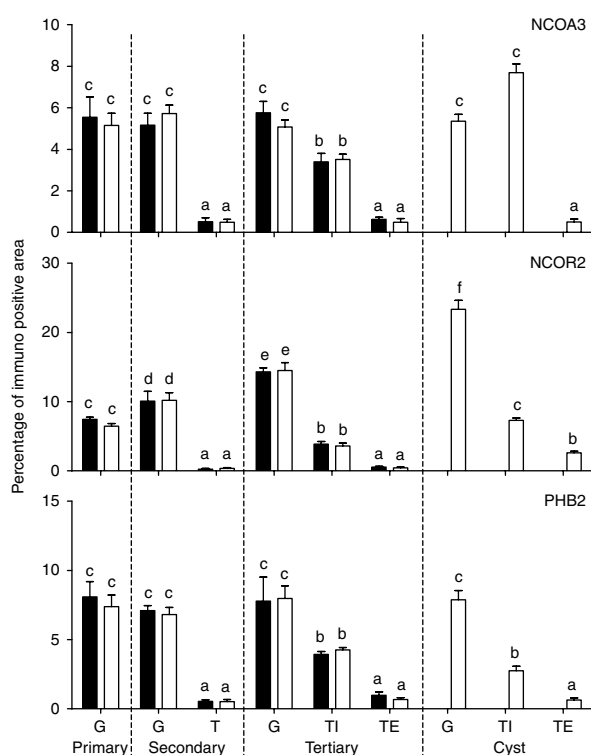 Percentage of immuno positive area
10
8
6
4
2
0
NCOA3
c c c c a a c c b b a a c c a
30
20
10
0
NCOR2
c c d d a a e e b b a a f c b
15
10
5
0
PHB2
c c c c a a c c b b a a c b a
G G T G TI TE G TI TE
Primary Secondary Tertiary Cyst